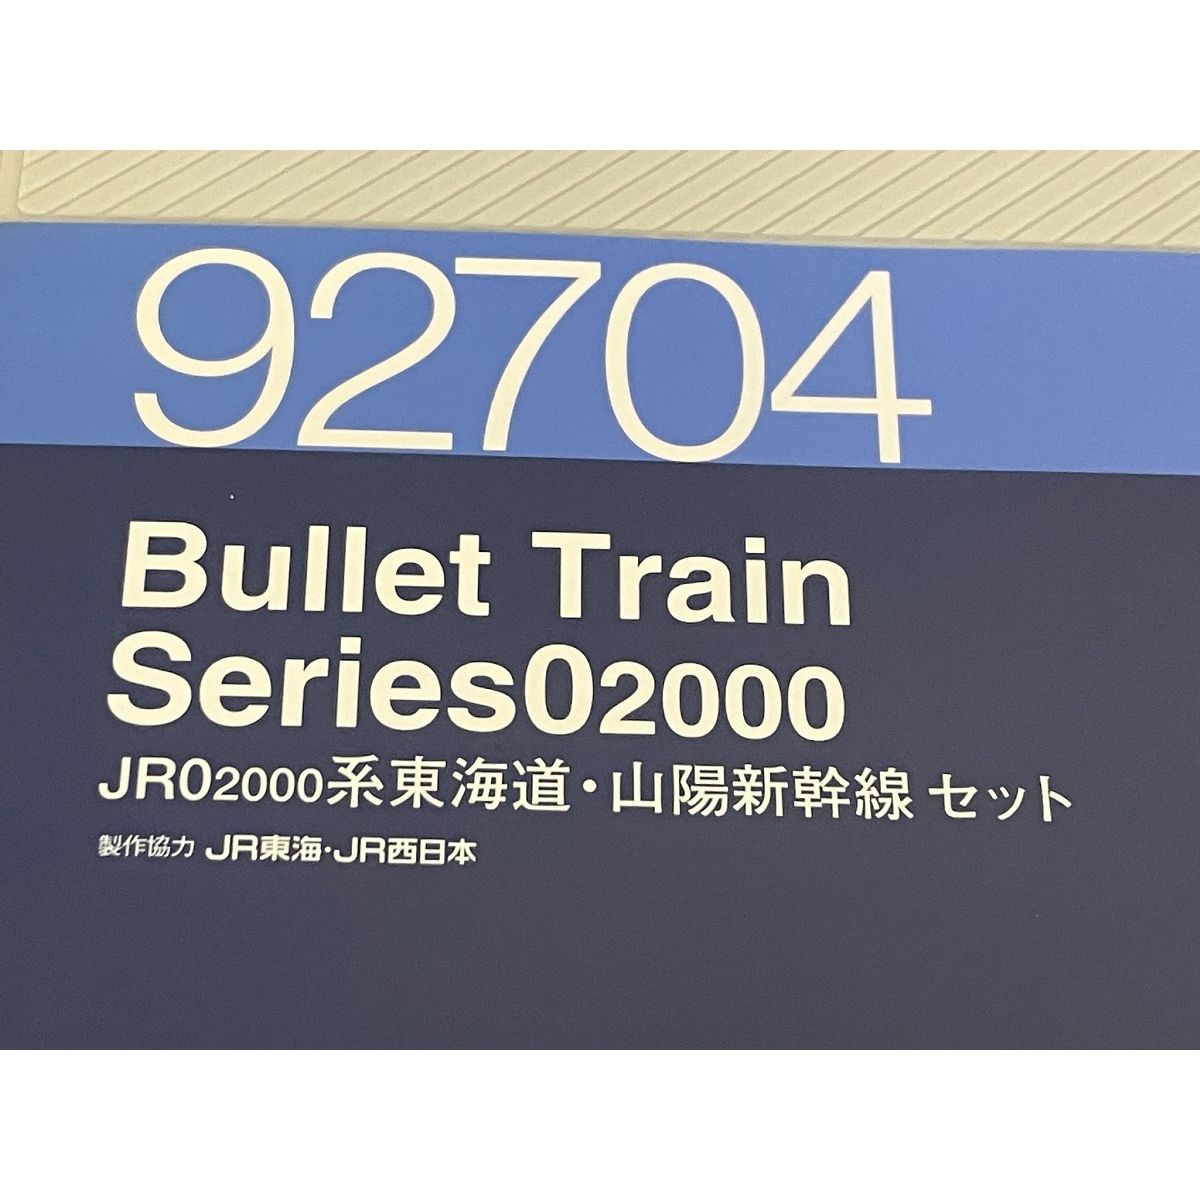 92704
Bullet Train
Series02000
JR02000系東海道・山陽新幹線 セット
製作協力 JR東海・JR西日本